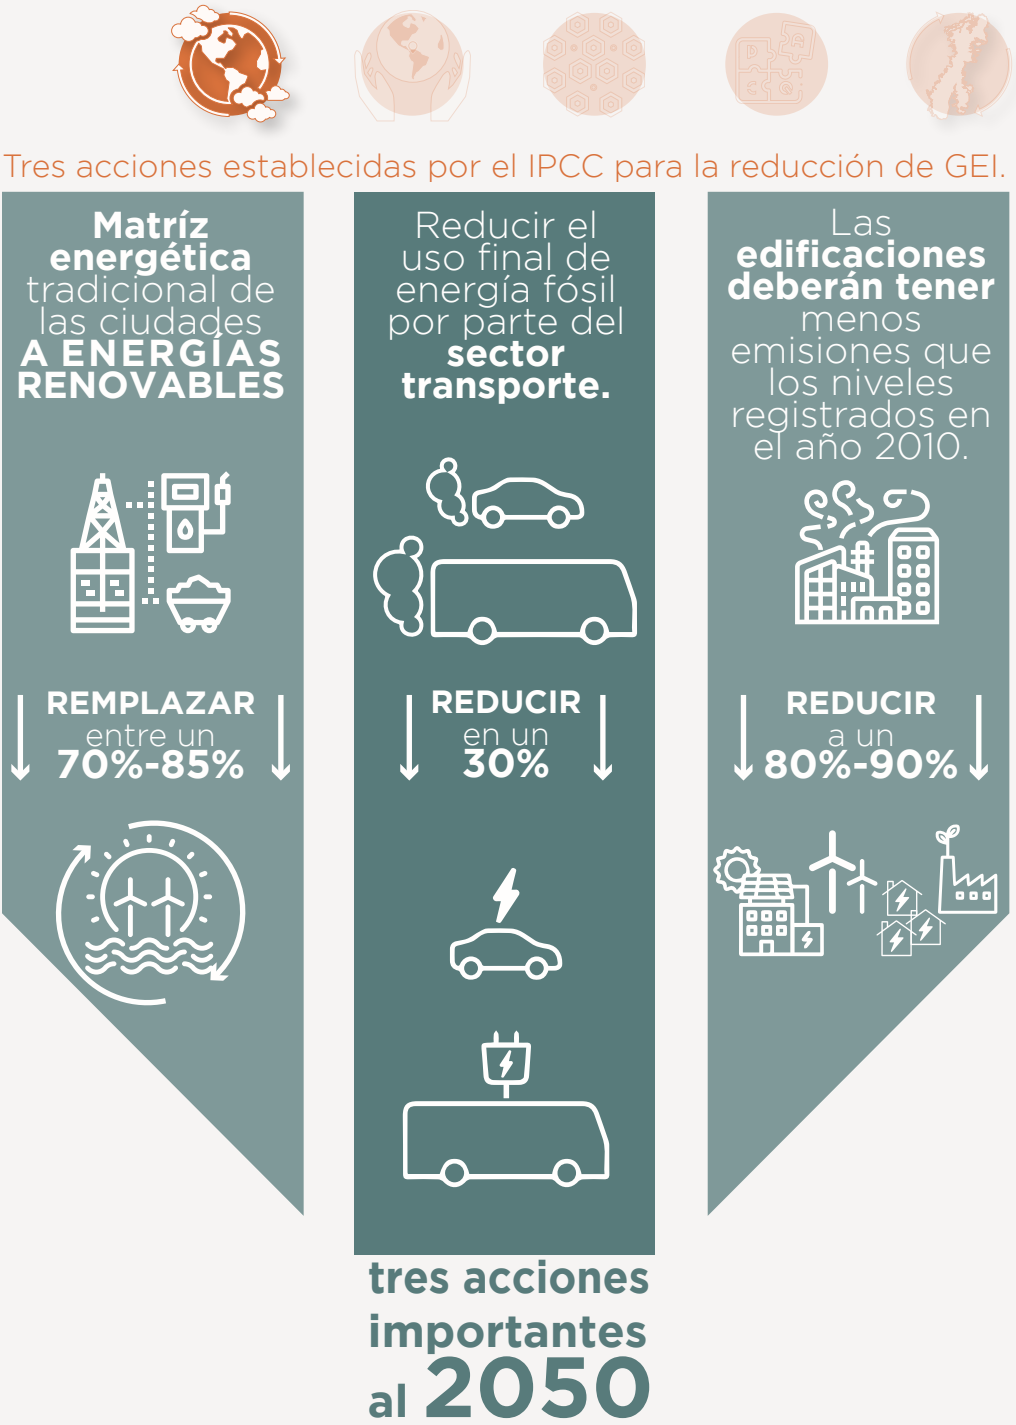 Tres acciones establecidas por el IPCC para la reducción de GEI.
Matríz
energética
tradicional de
las ciudades
A ENERGÍAS
RENOVABLES
REMPLAZAR
entre un
70%-85%
Reducir el
uso final de
energía fósil
por parte del
sector
transporte.
REDUCIR
en un
30%
Las
edificaciones
deberán tener
menos
emisiones que
los niveles
registrados en
el año 2010.
REDUCIR
a un
80%-90%
tres acciones
importantes
al 2050